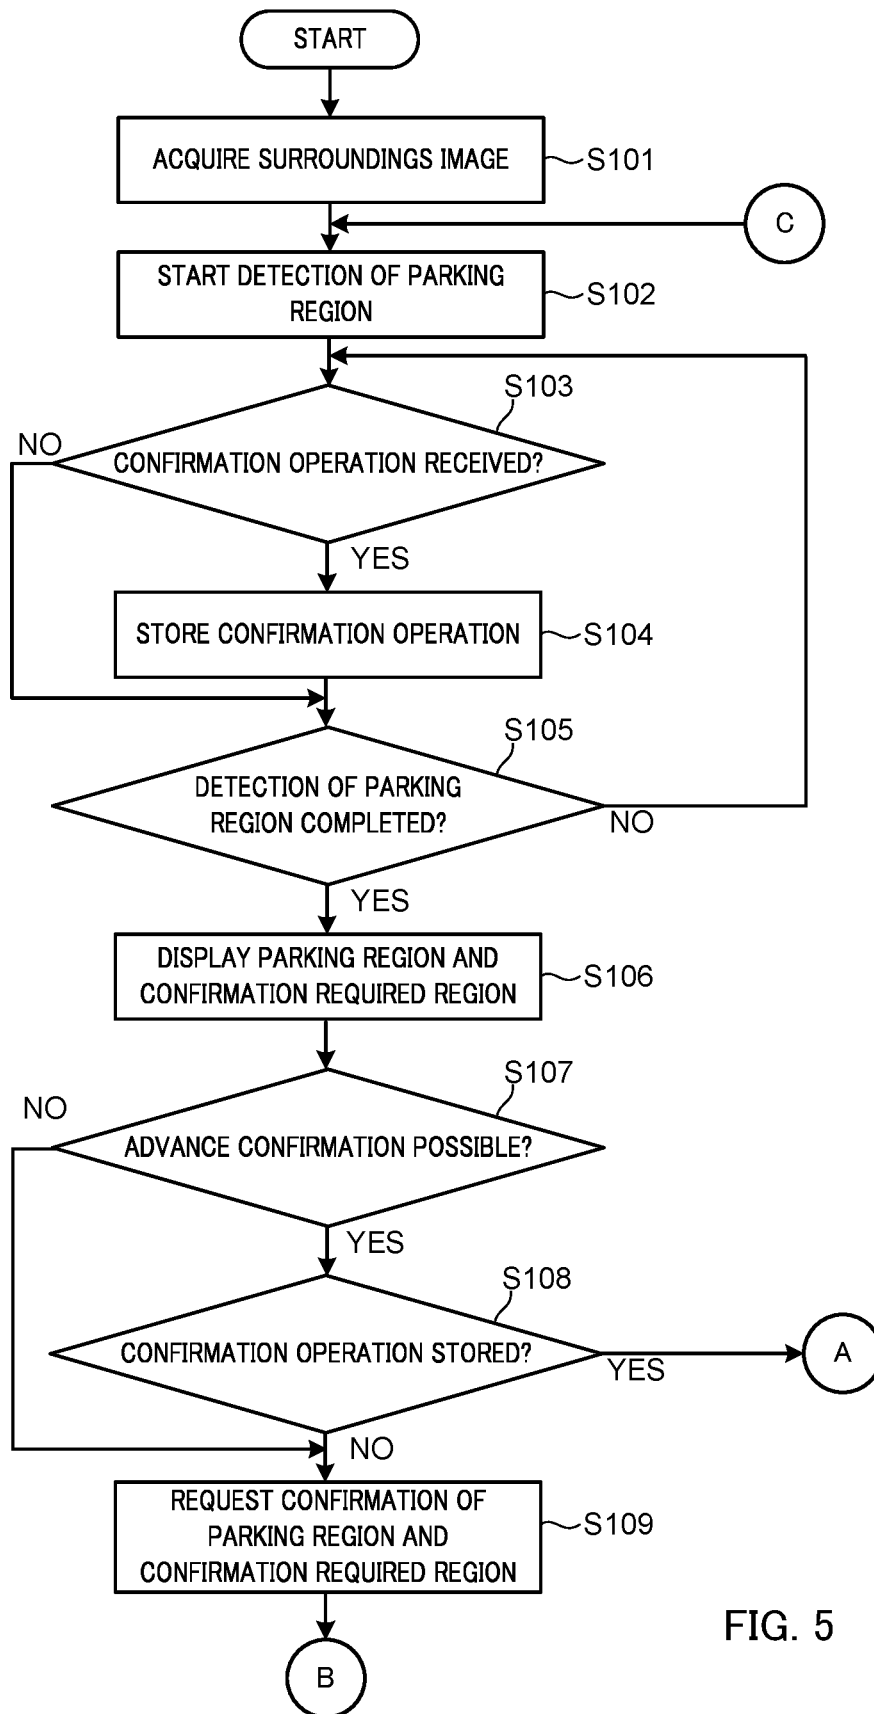 START
ACQUIRE SURROUNDINGS IMAGE
S101
C
START DETECTION OF PARKING
REGION
S102
S103
NO
CONFIRMATION OPERATION RECEIVED?
YES
STORE CONFIRMATION OPERATION
S104
S105
DETECTION OF PARKING
REGION COMPLETED?
NO
YES
DISPLAY PARKING REGION AND
CONFIRMATION REQUIRED REGION
S106
S107
NO
ADVANCE CONFIRMATION POSSIBLE?
YES
S108
CONFIRMATION OPERATION STORED?
YES
A
NO
REQUEST CONFIRMATION OF
PARKING REGION AND
CONFIRMATION REQUIRED REGION
S109
B
FIG. 5